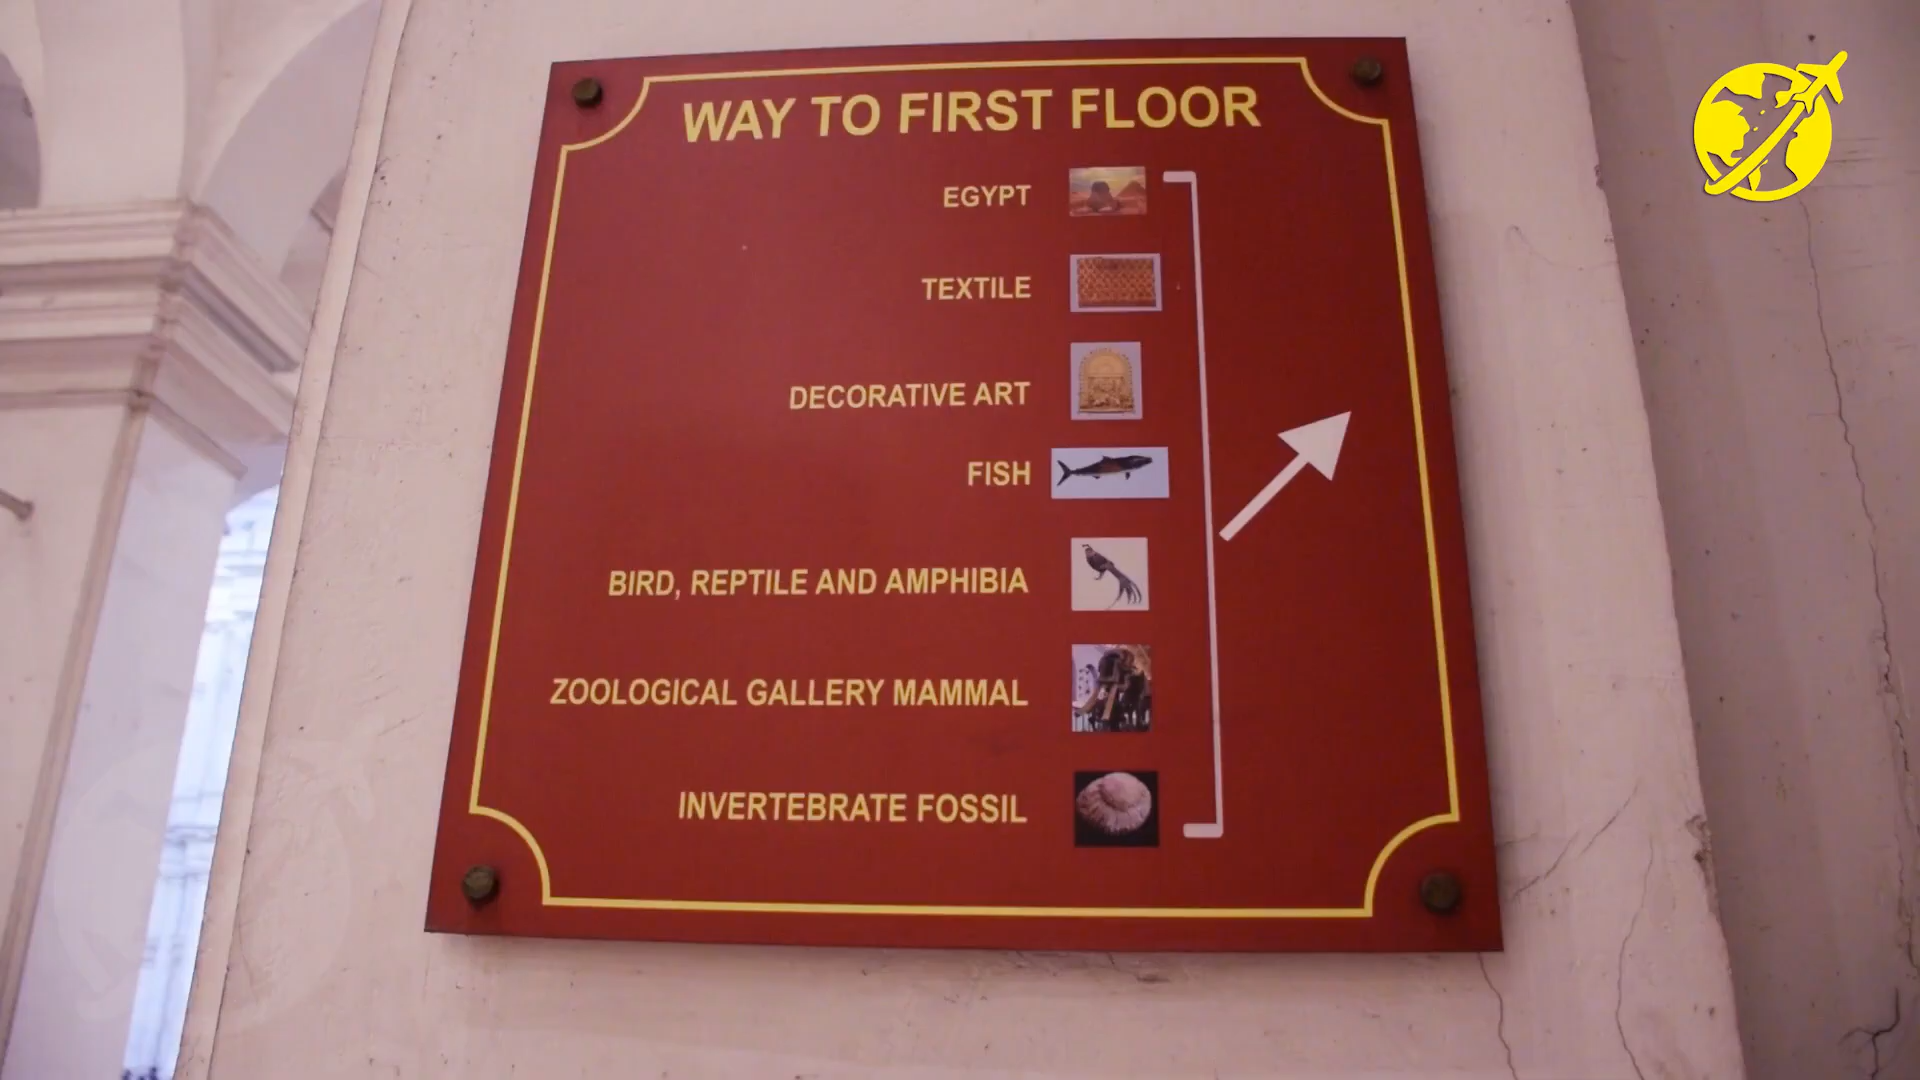 WAY TO FIRST FLOOR
EGYPT
TEXTILE
DECORATIVE ART
FISH
BIRD, REPTILE AND AMPHIBIA
ZOOLOGICAL GALLERY MAMMAL
INVERTEBRATE FOSSIL